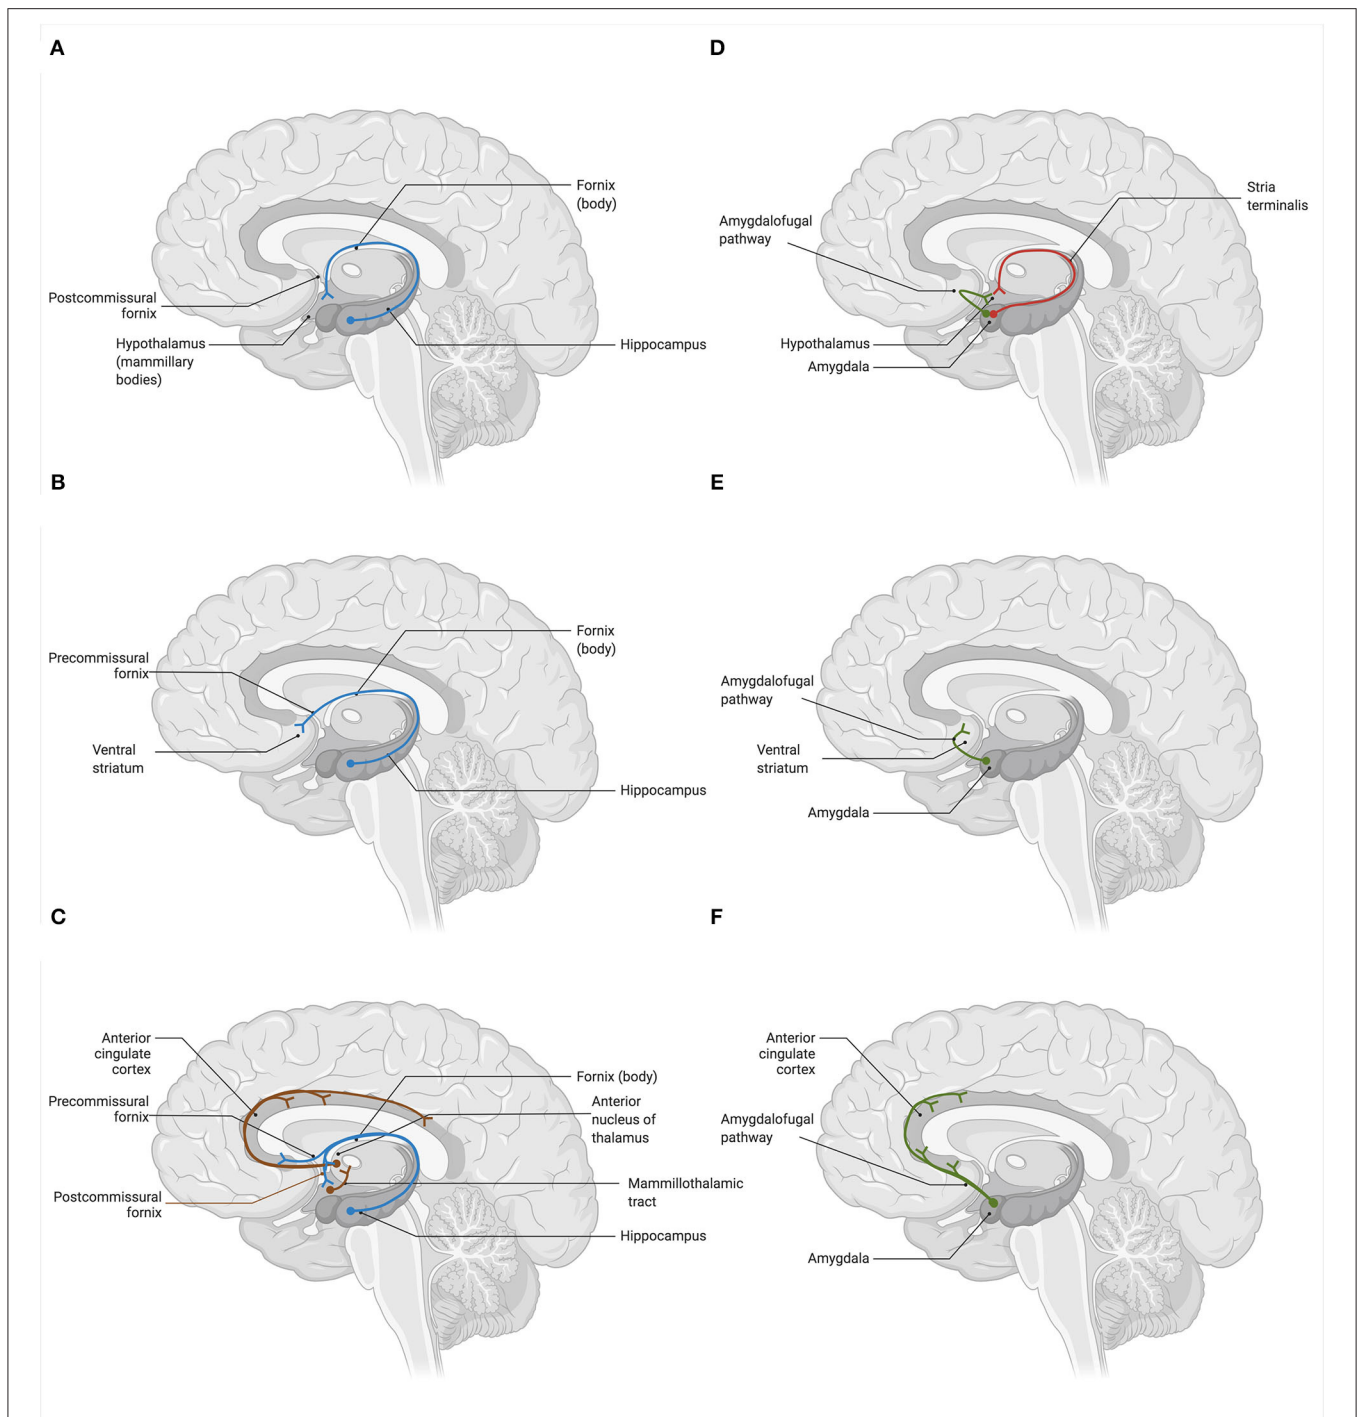 A
Fornix
(body)
Postcommissural
fornix
Hypothalamus
(mammillary
bodies)
Hippocampus
D
Stria
terminalis
Amygdalofugal
pathway
Hypothalamus
Amygdala
B
Fornix
(body)
Precommissural
fornix
Ventral
striatum
Hippocampus
E
Amygdalofugal
pathway
Ventral
striatum
Amygdala
C
Anterior
cingulate
cortex
Fornix (body)
Precommissural
fornix
Anterior
nucleus of
thalamus
Postcommissural
fornix
Mammillothalamic
tract
Hippocampus
F
Anterior
cingulate
cortex
Amygdalofugal
pathway
Amygdala